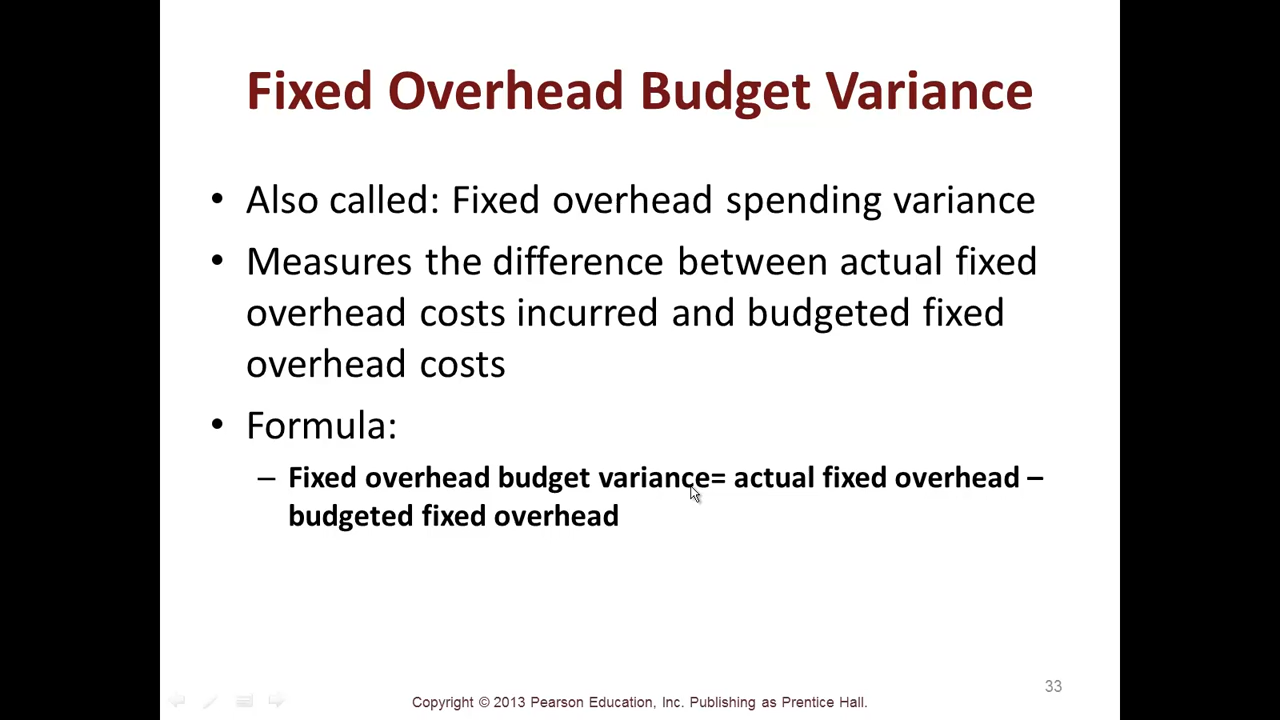 Fixed Overhead Budget Variance
• Also called: Fixed overhead spending variance
• Measures the difference between actual fixed
overhead costs incurred and budgeted fixed
overhead costs
• Formula:
– Fixed overhead budget variance= actual fixed overhead –
budgeted fixed overhead
33
Copyright © 2013 Pearson Education, Inc. Publishing as Prentice Hall.